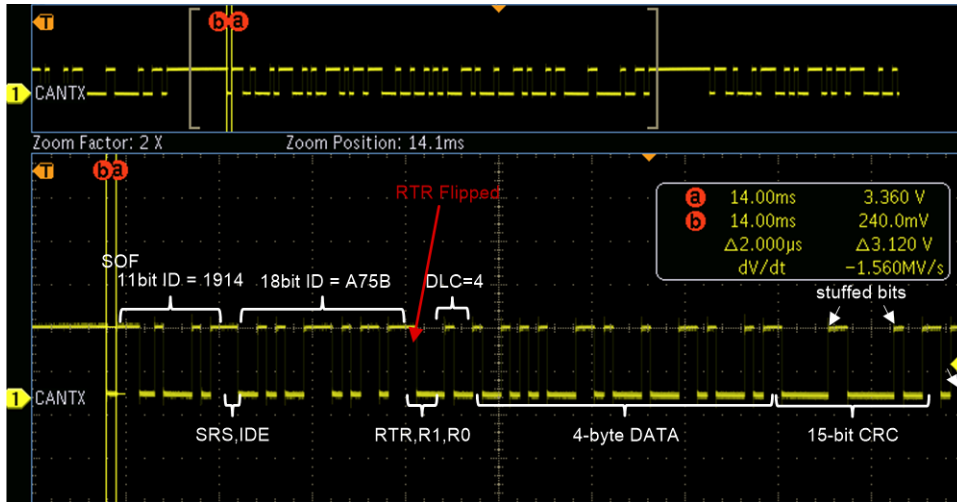 T b a
1 CANTX
Zoom Factor: 2 X Zoom Position: 14.1ms
T b a
RTR Flipped
a 14.00ms 3.360 V
b 14.00ms 240.0mV
Δ2.000µs Δ3.120 V
dV/dt -1.560MV/s
SOF
11bit ID = 1914 18bit ID = A75B DLC=4
stuffed bits
1 CANTX
SRS,IDE RTR,R1,R0 4-byte DATA 15-bit CRC